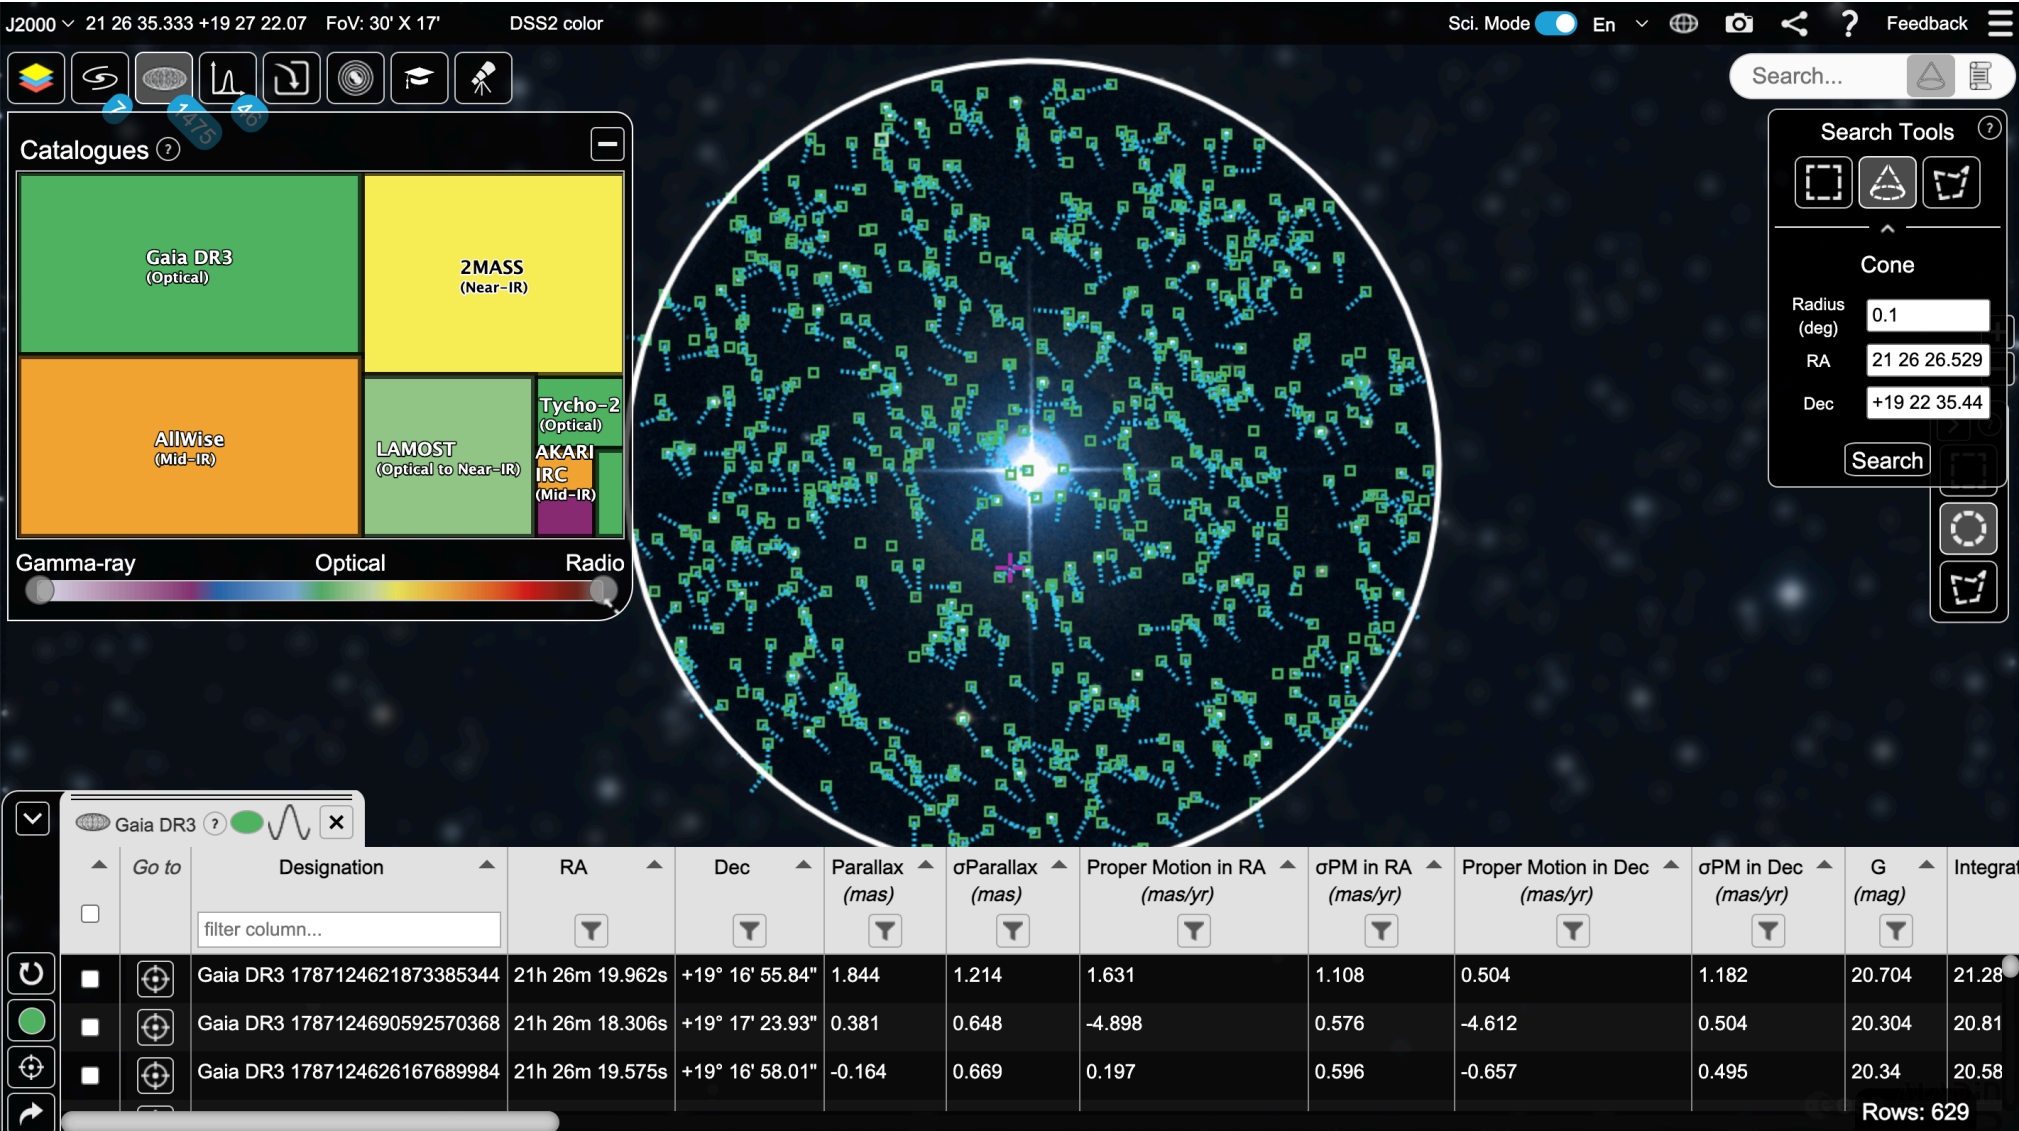 J2000 21 26 35.333 +19 27 22.07 FoV: 30' X 17' DSS2 color Sci. Mode En ? Feedback
7 1475 46
Search...
Catalogues ?
Search Tools ?
Gaia DR3
(Optical)
2MASS
(Near-IR)
AllWise
(Mid-IR)
LAMOST
(Optical to Near-IR)
Tycho-2
(Optical)
AKARI
IRC
(Mid-IR)
Gamma-ray Optical Radio
Cone
Radius
(deg)
0.1
RA 21 26 26.529
Dec +19 22 35.44
Search
Gaia DR3 ?
Go to Designation RA Dec Parallax σParallax Proper Motion in RA σPM in RA Proper Motion in Dec σPM in Dec G Integrat
(mas) (mas) (mas/yr) (mas/yr) (mas/yr) (mas/yr) (mag)
filter column...
Gaia DR3 1787124621873385344 21h 26m 19.962s +19° 16' 55.84" 1.844 1.214 1.631 1.108 0.504 1.182 20.704 21.28
Gaia DR3 1787124690592570368 21h 26m 18.306s +19° 17' 23.93" 0.381 0.648 -4.898 0.576 -4.612 0.504 20.304 20.81
Gaia DR3 1787124626167689984 21h 26m 19.575s +19° 16' 58.01" -0.164 0.669 0.197 0.596 -0.657 0.495 20.34 20.58
Rows: 629